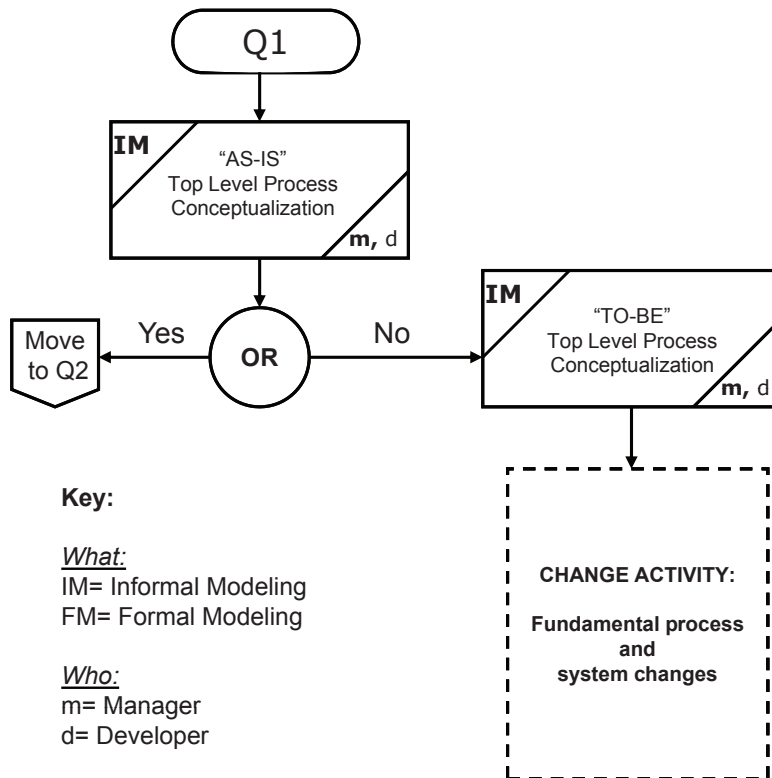 Q1
IM
“AS-IS”
Top Level Process
Conceptualization
m, d
Move
to Q2
Yes
OR
No
IM
“TO-BE”
Top Level Process
Conceptualization
m, d
CHANGE ACTIVITY:
Fundamental process
and
system changes
Key:
What:
IM= Informal Modeling
FM= Formal Modeling
Who:
m= Manager
d= Developer